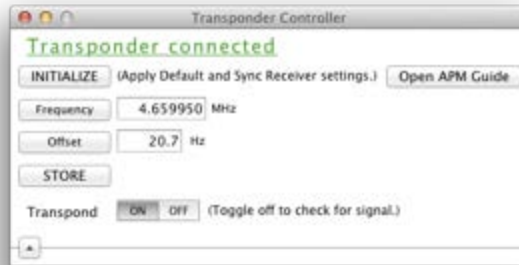 Transponder Controller
Transponder connected
INITIALIZE (Apply Default and Sync Receiver settings.) Open APM Guide
Frequency 4.659950 MHz
Offset 20.7 Hz
STORE
Transpond ON OFF (Toggle off to check for signal.)